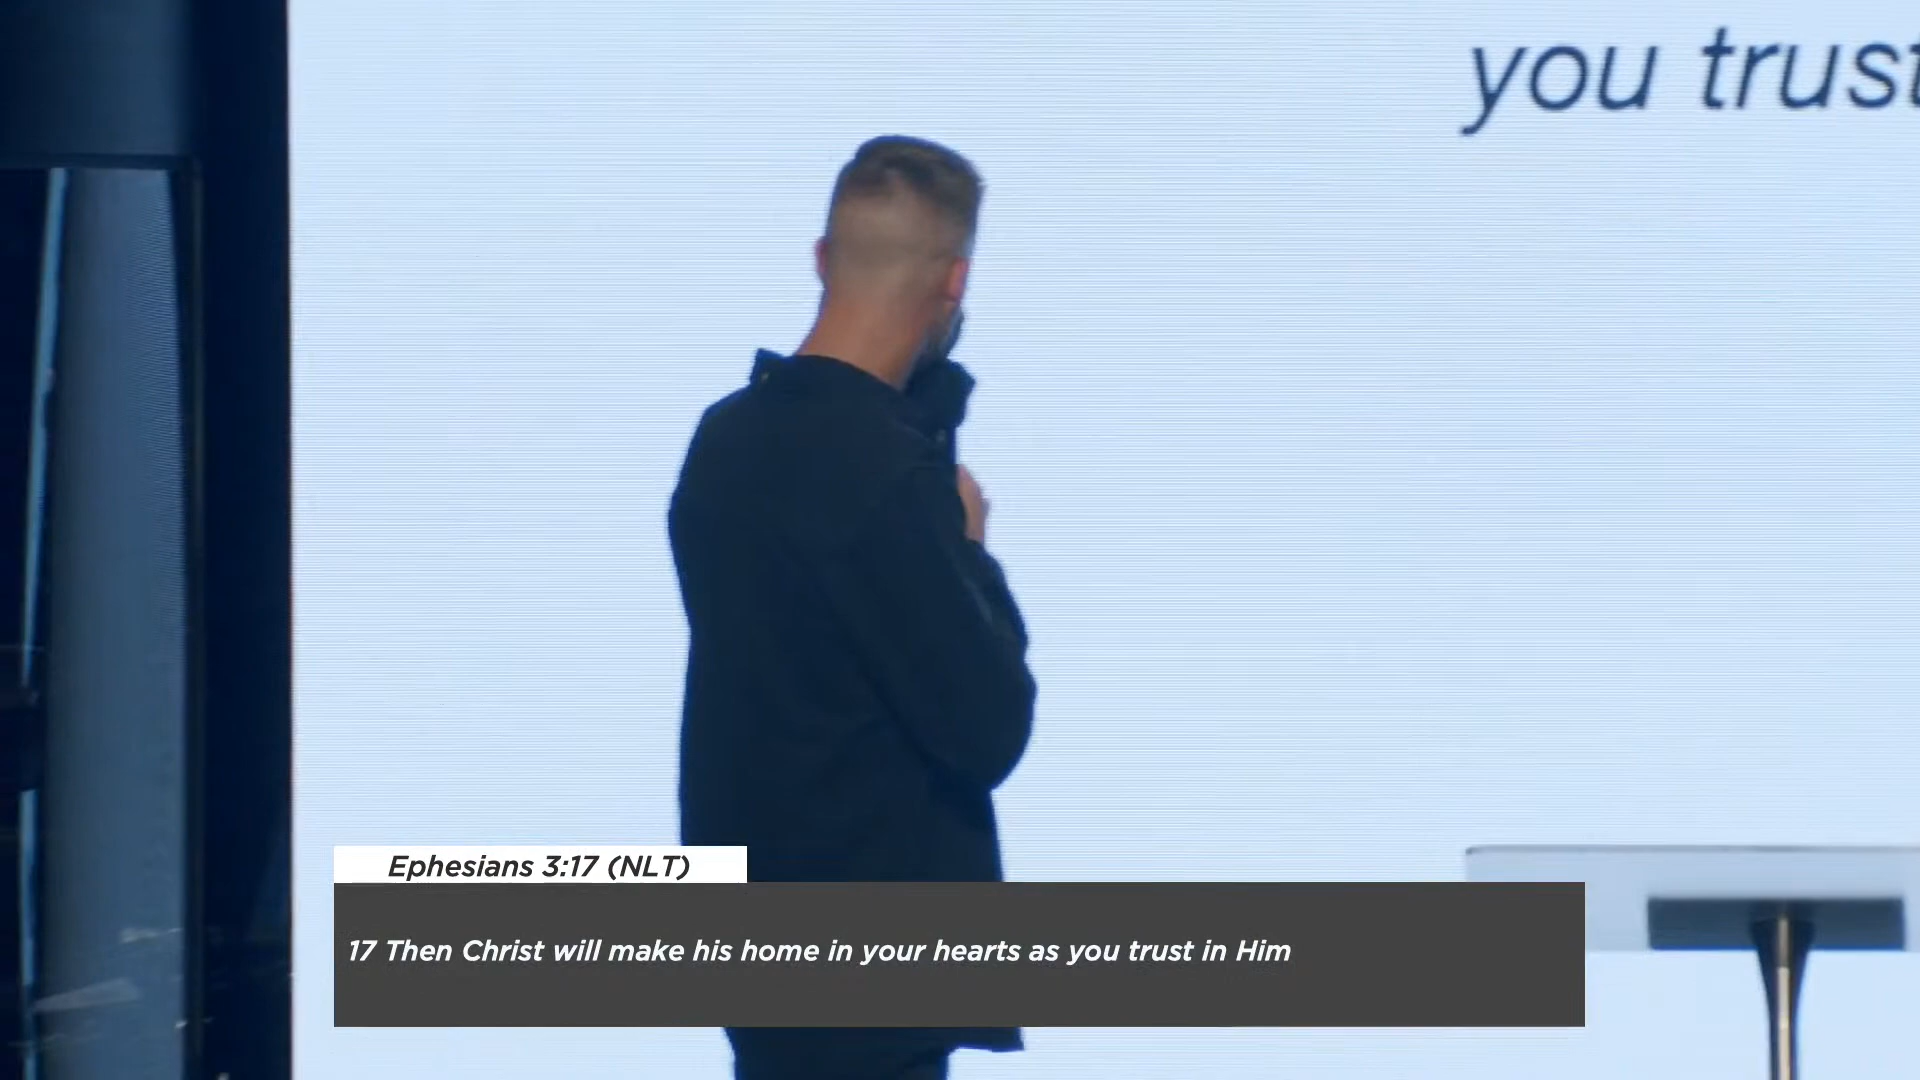 you trust
Ephesians 3:17 (NLT)
17 Then Christ will make his home in your hearts as you trust in Him